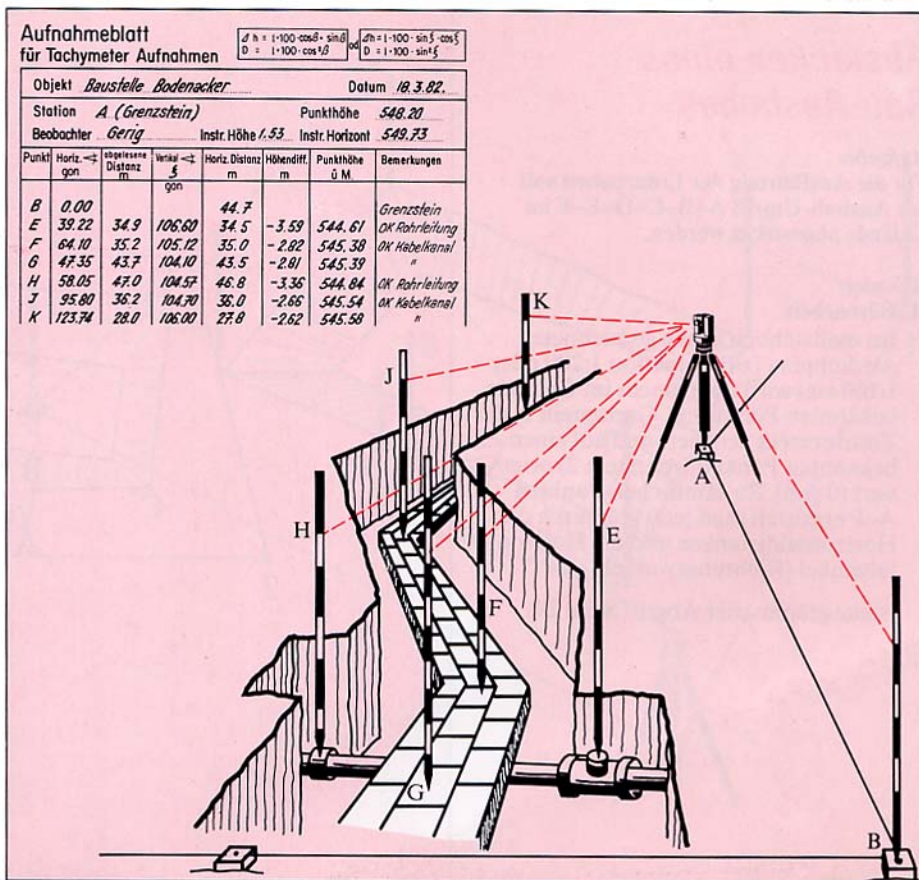 Aufnahmeblatt
für Tachymeter Aufnahmen
Δh = l·100·cosβ·sinβ
D = l·100·cos²β
od
Δh = l·100·sinξ·cosξ
D = l·100·sin²ξ
Objekt Baustelle Bodenacker Datum 18.3.82.
Station A (Grenzstein) Punkthöhe 548.20
Beobachter Gerig Instr. Höhe 1.53 Instr. Horizont 549.73
Punkt Horiz. ∢ gon abgelesene Distanz m Vertikal ∢ ξ gon Horiz. Distanz m Höhendiff. m Punkthöhe ü M. Bemerkungen
B 0.00 44.7 Grenzstein
E 39.22 34.9 106.60 34.5 -3.59 544.61 OK Rohrleitung
F 64.10 35.2 105.12 35.0 -2.82 545.38 OK Kabelkanal
G 47.35 43.7 104.10 43.5 -2.81 545.39 "
H 58.05 47.0 104.57 46.8 -3.36 544.84 OK Rohrleitung
J 95.80 36.2 104.70 36.0 -2.66 545.54 OK Kabelkanal
K 123.74 28.0 106.00 27.8 -2.62 545.58 "
K
J
A
H
E
F
G
B